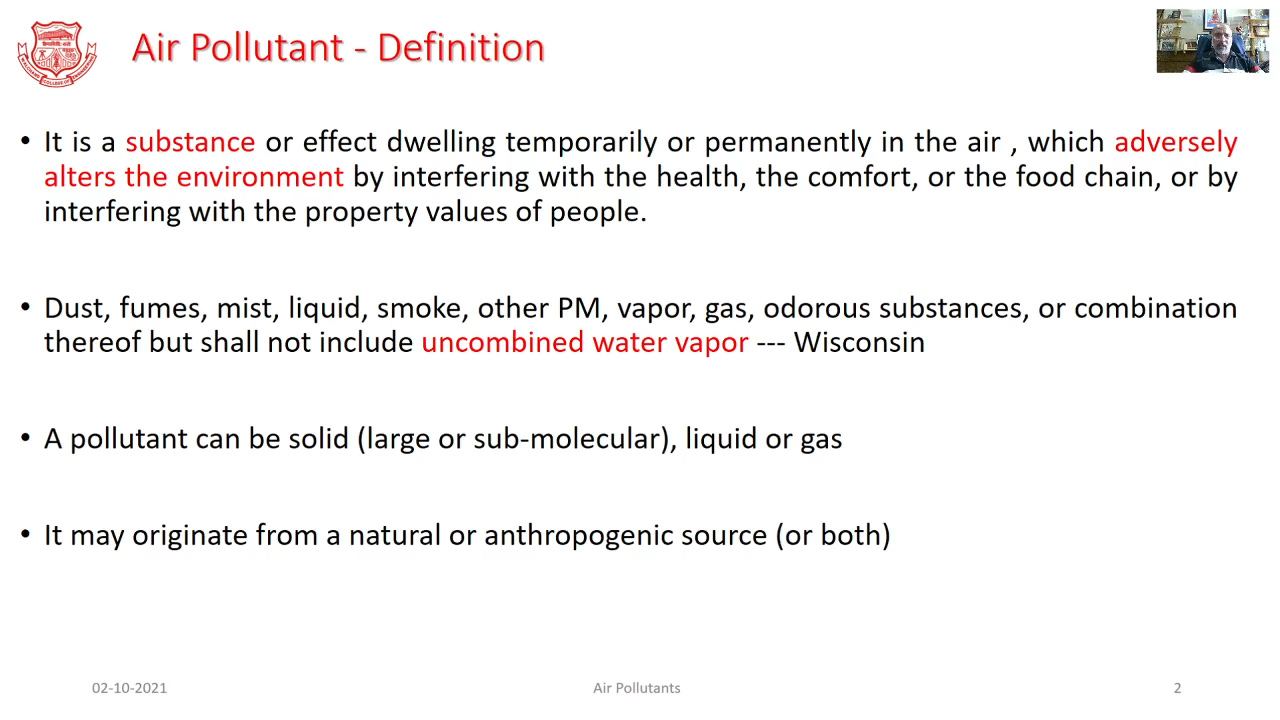 Air Pollutant - Definition
• It is a substance or effect dwelling temporarily or permanently in the air , which adversely
alters the environment by interfering with the health, the comfort, or the food chain, or by
interfering with the property values of people.
• Dust, fumes, mist, liquid, smoke, other PM, vapor, gas, odorous substances, or combination
thereof but shall not include uncombined water vapor --- Wisconsin
• A pollutant can be solid (large or sub-molecular), liquid or gas
• It may originate from a natural or anthropogenic source (or both)
02-10-2021
Air Pollutants
2